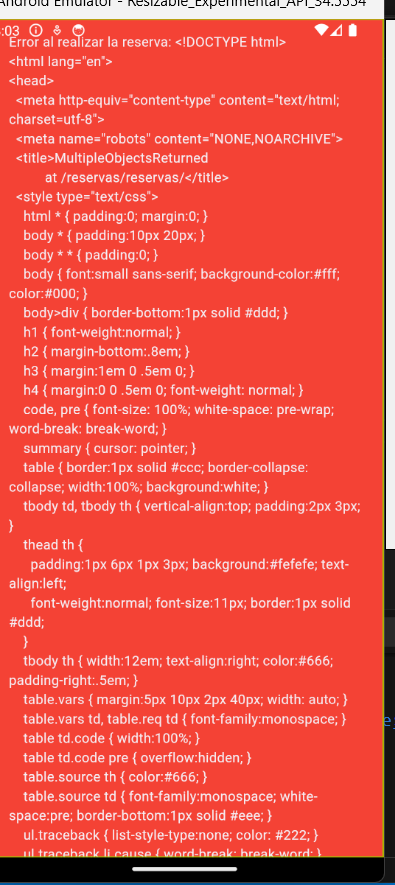 Android Emulator - Resizable_Experimental_API_34:5554
:03
Error al realizar la reserva: <!DOCTYPE html>
<html lang="en">
<head>
<meta http-equiv="content-type" content="text/html;
charset=utf-8">
<meta name="robots" content="NONE,NOARCHIVE">
<title>MultipleObjectsReturned
at /reservas/reservas/</title>
<style type="text/css">
html * { padding:0; margin:0; }
body * { padding:10px 20px; }
body * * { padding:0; }
body { font:small sans-serif; background-color:#fff;
color:#000; }
body>div { border-bottom:1px solid #ddd; }
h1 { font-weight:normal; }
h2 { margin-bottom:.8em; }
h3 { margin:1em 0 .5em 0; }
h4 { margin:0 0 .5em 0; font-weight: normal; }
code, pre { font-size: 100%; white-space: pre-wrap;
word-break: break-word; }
summary { cursor: pointer; }
table { border:1px solid #ccc; border-collapse:
collapse; width:100%; background:white; }
tbody td, tbody th { vertical-align:top; padding:2px 3px;
}
thead th {
padding:1px 6px 1px 3px; background:#fefefe; text-
align:left;
font-weight:normal; font-size:11px; border:1px solid
#ddd;
}
tbody th { width:12em; text-align:right; color:#666;
padding-right:.5em; }
table.vars { margin:5px 10px 2px 40px; width: auto; }
table.vars td, table.req td { font-family:monospace; }
table td.code { width:100%; }
table td.code pre { overflow:hidden; }
table.source th { color:#666; }
table.source td { font-family:monospace; white-
space:pre; border-bottom:1px solid #eee; }
ul.traceback { list-style-type:none; color: #222; }
ul.traceback li.cause { word-break: break-word; }